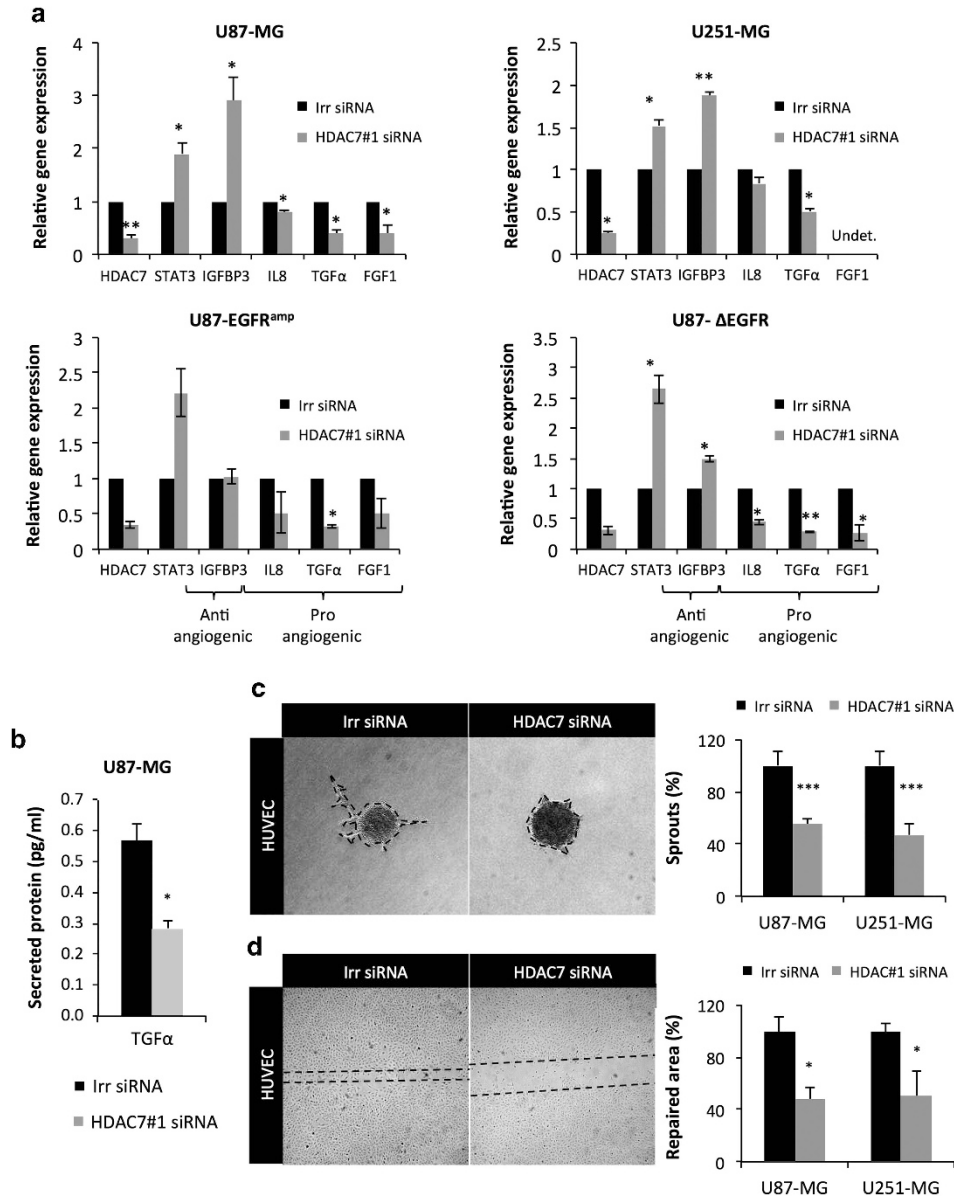 a
U87-MG
Relative gene expression
4
3
2
1
0
**
*
*
*
*
*
Irr siRNA
HDAC7#1 siRNA
HDAC7 STAT3 IGFBP3 IL8 TGFα FGF1
U251-MG
Relative gene expression
2.5
2
1.5
1
0.5
0
*
*
**
*
Undet.
Irr siRNA
HDAC7#1 siRNA
HDAC7 STAT3 IGFBP3 IL8 TGFα FGF1
U87-EGFRamp
Relative gene expression
3
2.5
2
1.5
1
0.5
0
*
Irr siRNA
HDAC#1 siRNA
HDAC7 STAT3 IGFBP3 IL8 TGFα FGF1
Anti angiogenic
Pro angiogenic
U87- ΔEGFR
Relative gene expression
3.5
3
2.5
2
1.5
1
0.5
0
*
*
*
**
*
Irr siRNA
HDAC7#1 siRNA
HDAC7 STAT3 IGFBP3 IL8 TGFα FGF1
Anti angiogenic
Pro angiogenic
b
U87-MG
Secreted protein (pg/ml)
0.7
0.6
0.5
0.4
0.3
0.2
0.1
0.0
*
TGFα
Irr siRNA
HDAC7#1 siRNA
c
Irr siRNA
HDAC7 siRNA
HUVEC
Irr siRNA HDAC7#1 siRNA
Sprouts (%)
120
80
40
0
***
***
U87-MG U251-MG
d
Irr siRNA
HDAC7 siRNA
HUVEC
Irr siRNA HDAC#1 siRNA
Repaired area (%)
120
80
40
0
*
*
U87-MG U251-MG